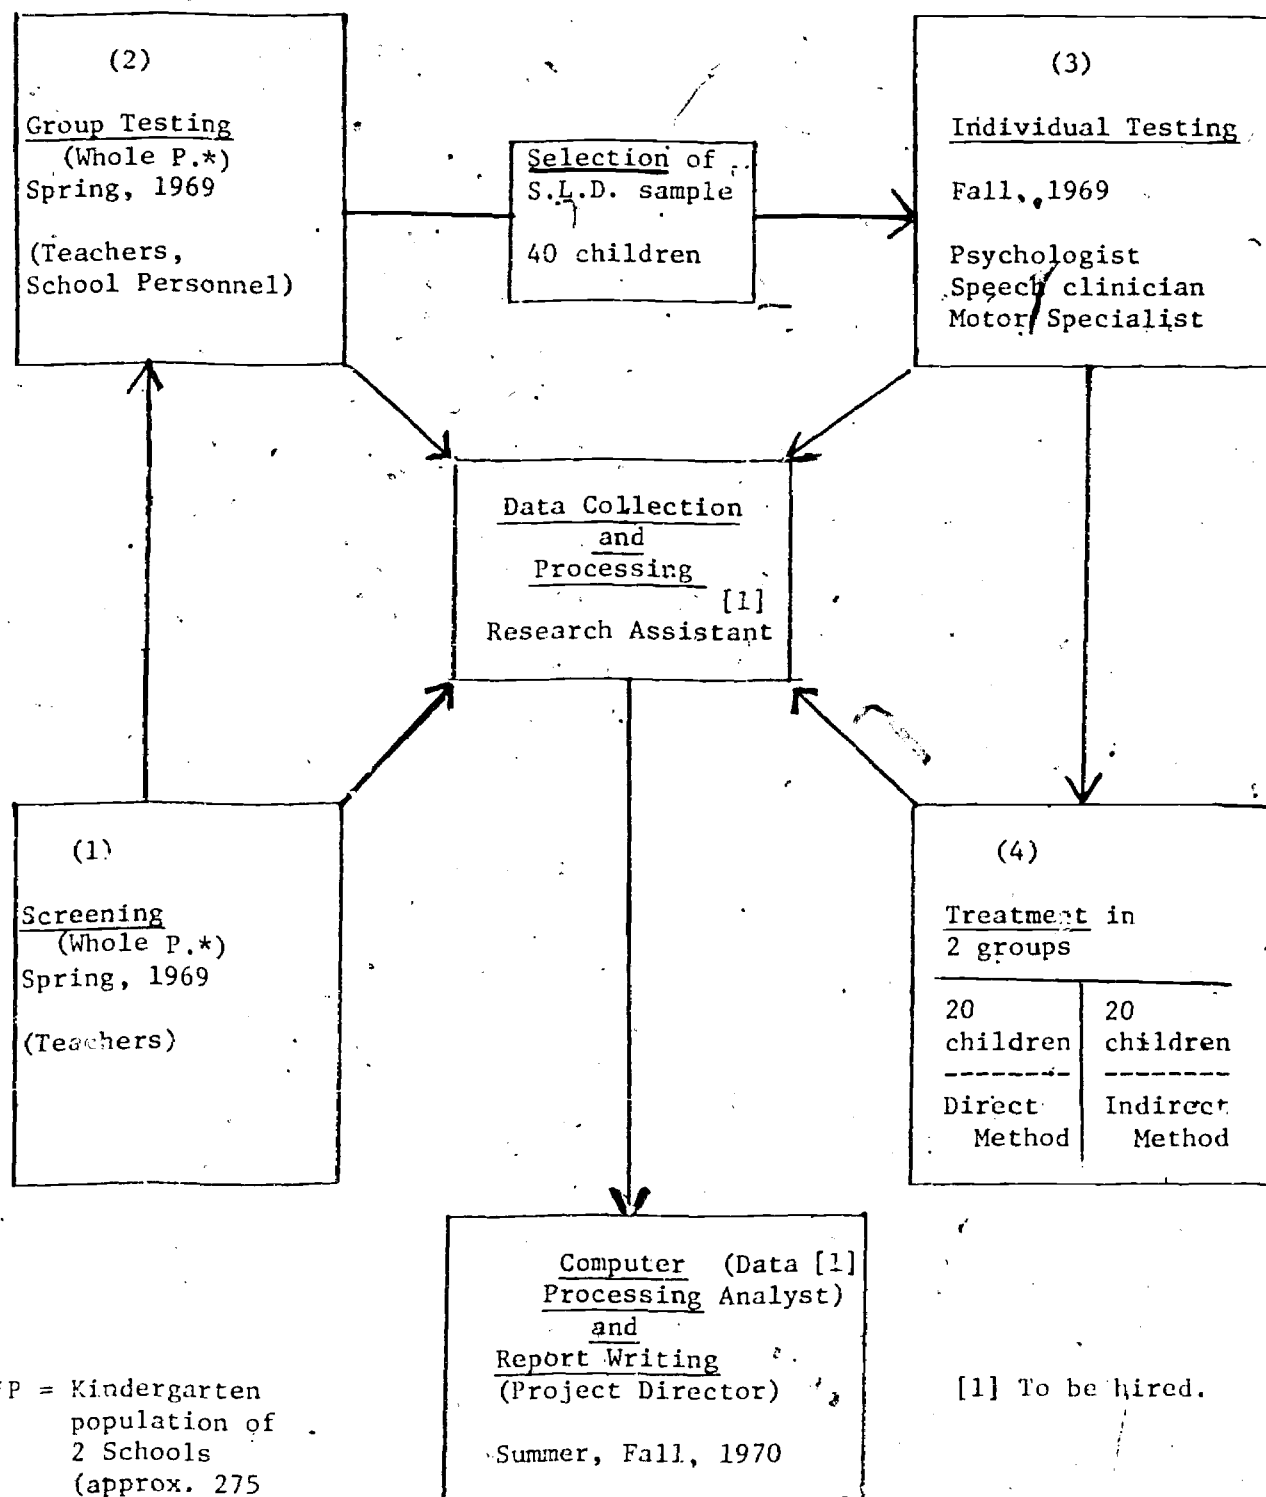 (2)
Group Testing
(Whole P.*)
Spring, 1969
(Teachers,
School Personnel)
Selection of
S.L.D. sample
40 children
(3)
Individual Testing
Fall, 1969
Psychologist
Speech clinician
Motor Specialist
Data Collection
and
Processing
[1]
Research Assistant
(1)
Screening
(Whole P.*)
Spring, 1969
(Teachers)
(4)
Treatment in
2 groups
20 children
Direct Method
20 children
Indirect Method
Computer (Data [1]
Processing Analyst)
and
Report Writing
(Project Director)
Summer, Fall, 1970
*P = Kindergarten
population of
2 Schools
(approx. 275
[1] To be hired.